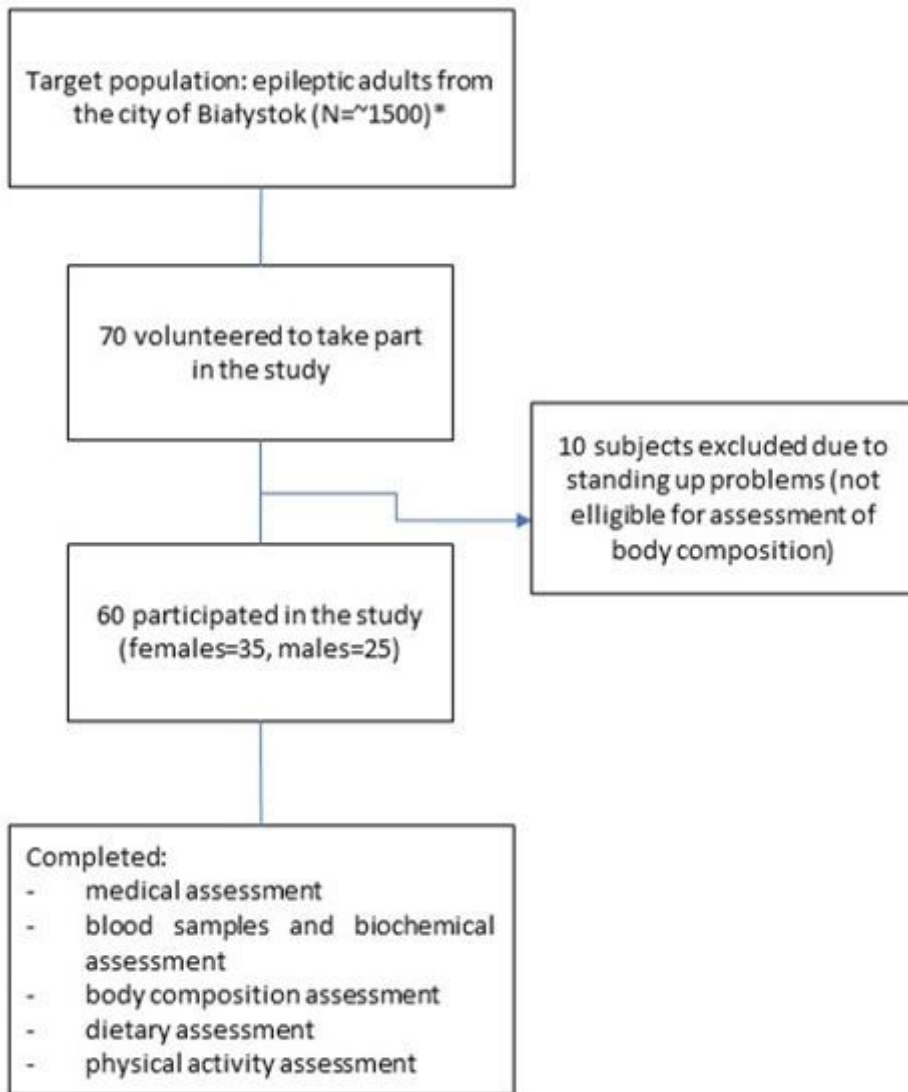 Target population: epileptic adults from
the city of Białystok (N=~1500)*
70 volunteered to take part
in the study
10 subjects excluded due to
standing up problems (not
elligible for assessment of
body composition)
60 participated in the study
(females=35, males=25)
Completed:
- medical assessment
- blood samples and biochemical
assessment
- body composition assessment
- dietary assessment
- physical activity assessment